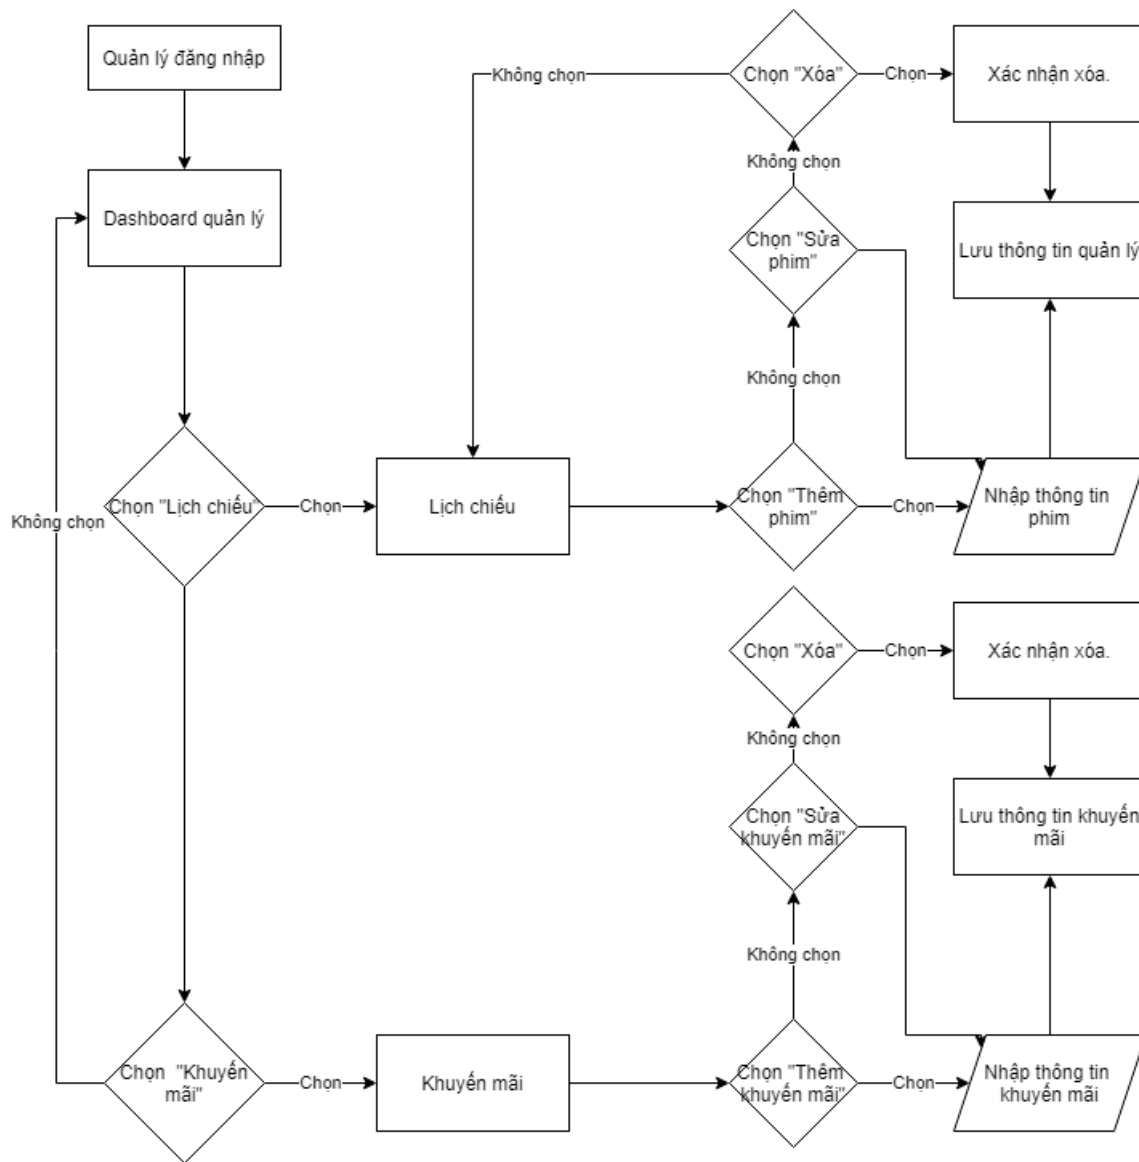 Quản lý đăng nhập
Không chọn
Chọn "Xóa"
Chọn
Xác nhận xóa.
Không chọn
Dashboard quản lý
Chọn "Sửa
phim"
Lưu thông tin quản lý
Không chọn
Không chọn
Chọn "Lịch chiếu"
Chọn
Lịch chiếu
Chọn "Thêm
phim"
Chọn
Nhập thông tin
phim
Chọn "Xóa"
Chọn
Xác nhận xóa.
Không chọn
Chọn "Sửa
khuyến mãi"
Lưu thông tin khuyến
mãi
Không chọn
Chọn "Khuyến
mãi"
Chọn
Khuyến mãi
Chọn "Thêm
khuyến mãi"
Chọn
Nhập thông tin
khuyến mãi